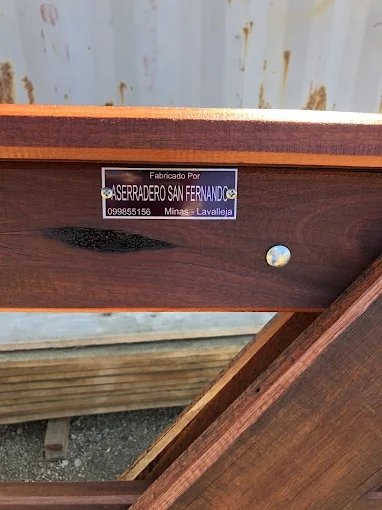 Fabricado Por
ASERRADERO SAN FERNANDO
099855156 Minas - Lavalleja